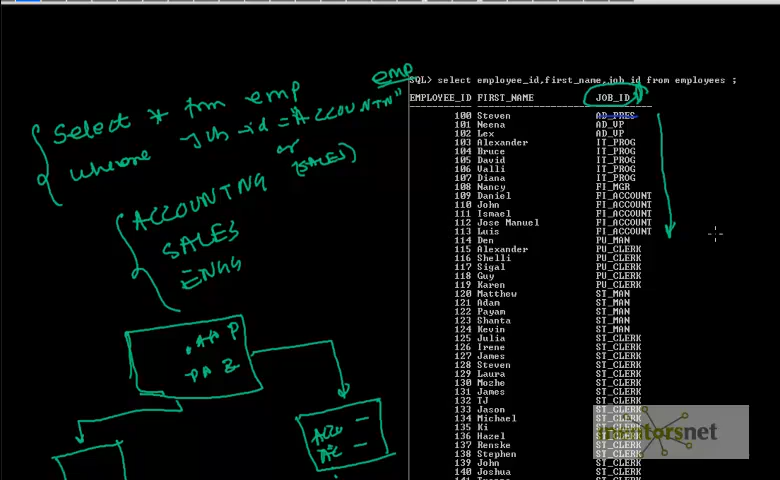 emp
Select * frm emp
where job-id = "ACCOUNTN"
or
(SALES)
ACCOUNTNG
SALES
ENGG
SQL> select employee_id,first_name,job_id from employees ;
EMPLOYEE_ID FIRST_NAME JOB_ID
100 Steven AD_PRES
101 Neena AD_VP
102 Lex AD_VP
103 Alexander IT_PROG
104 Bruce IT_PROG
105 David IT_PROG
106 Valli IT_PROG
107 Diana IT_PROG
108 Nancy FI_MGR
109 Daniel FI_ACCOUNT
110 John FI_ACCOUNT
111 Ismael FI_ACCOUNT
112 Jose Manuel FI_ACCOUNT
113 Luis FI_ACCOUNT
114 Den PU_MAN
115 Alexander PU_CLERK
116 Shelli PU_CLERK
117 Sigal PU_CLERK
118 Guy PU_CLERK
119 Karen PU_CLERK
120 Matthew ST_MAN
121 Adam ST_MAN
122 Payam ST_MAN
123 Shanta ST_MAN
124 Kevin ST_MAN
125 Julia ST_CLERK
126 Irene ST_CLERK
127 James ST_CLERK
128 Steven ST_CLERK
129 Laura ST_CLERK
130 Mozhe ST_CLERK
131 James ST_CLERK
132 TJ ST_CLERK
133 Jason ST_CLERK
134 Michael ST_CLERK
135 Ki ST_CLERK
136 Hazel ST_CLERK
137 Renske ST_CLERK
138 Stephen ST_CLERK
139 John ST_CLERK
140 Joshua ST_CLERK
mentorsnet